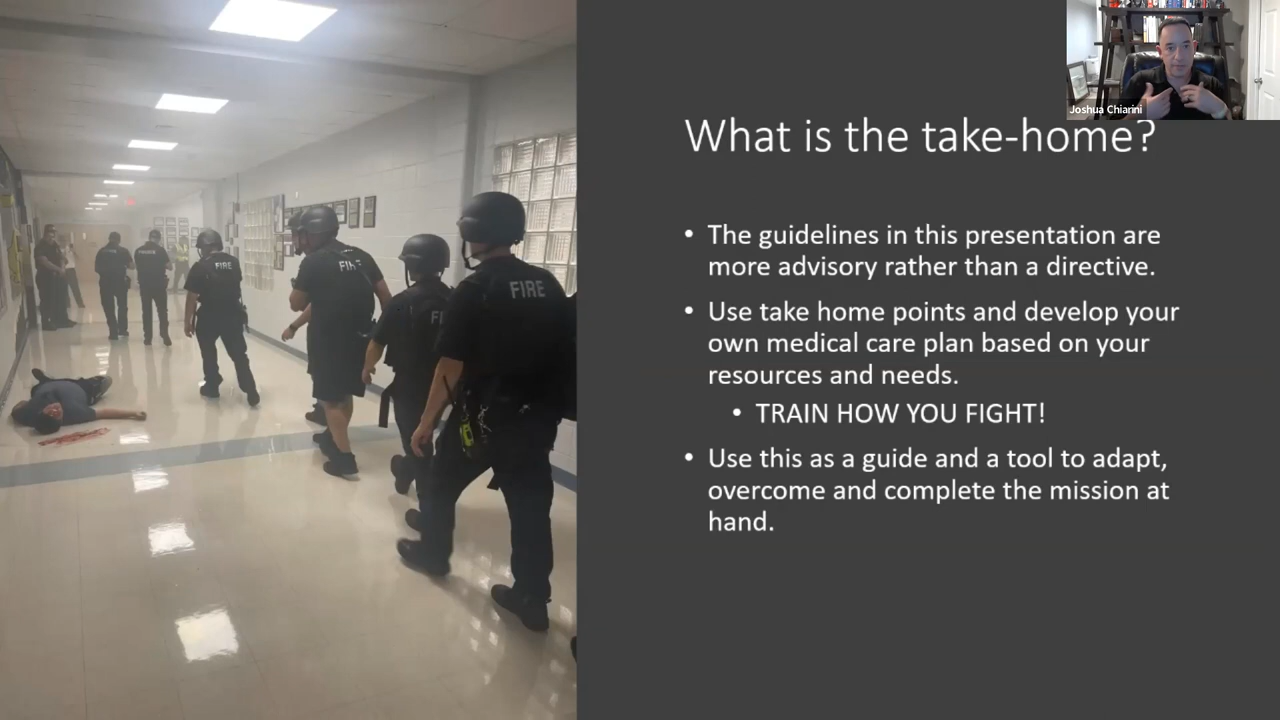 Joshua Chiarini
What is the take-home?
• The guidelines in this presentation are
more advisory rather than a directive.
• Use take home points and develop your
own medical care plan based on your
resources and needs.
• TRAIN HOW YOU FIGHT!
• Use this as a guide and a tool to adapt,
overcome and complete the mission at
hand.
FIRE
FIRE
FI
FIRE